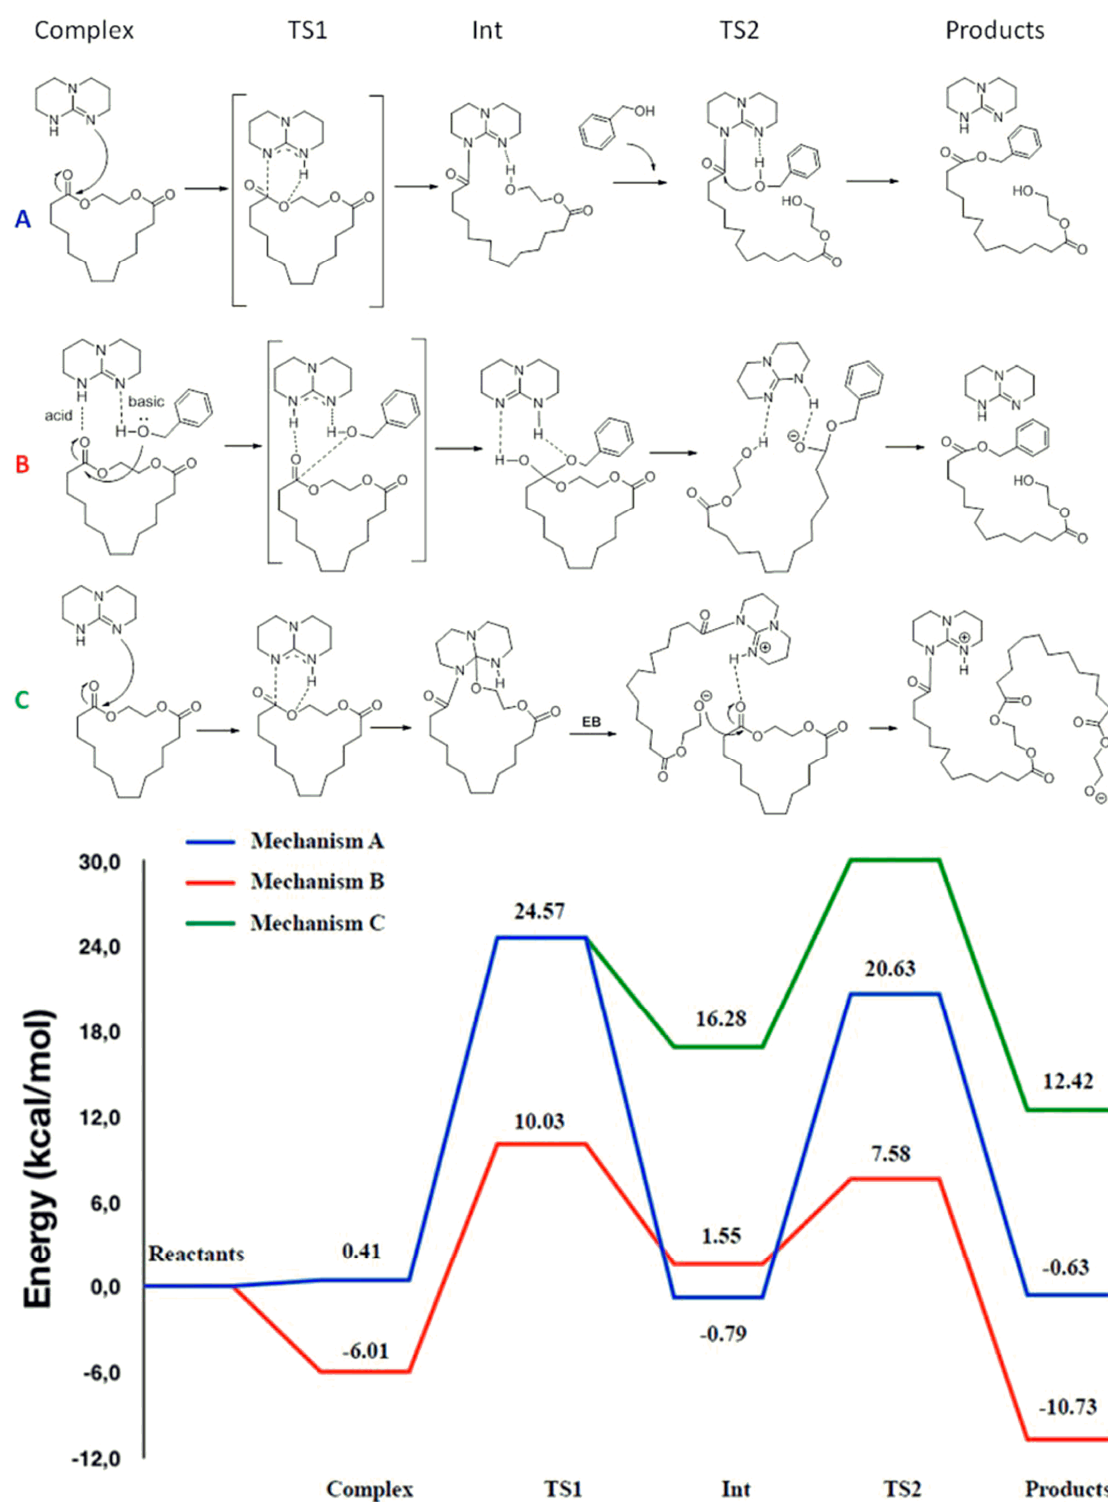 Complex TS1 Int TS2 Products
A
OH
HO
HO
B
acid
basic
HO
C
EB
Mechanism A
Mechanism B
Mechanism C
Energy (kcal/mol)
30,0
24,0
18,0
12,0
6,0
0,0
-6,0
-12,0
24.57
20.63
16.28
12.42
10.03
7.58
1.55
Reactants
0.41
-0.63
-0.79
-6.01
-10.73
Complex TS1 Int TS2 Products